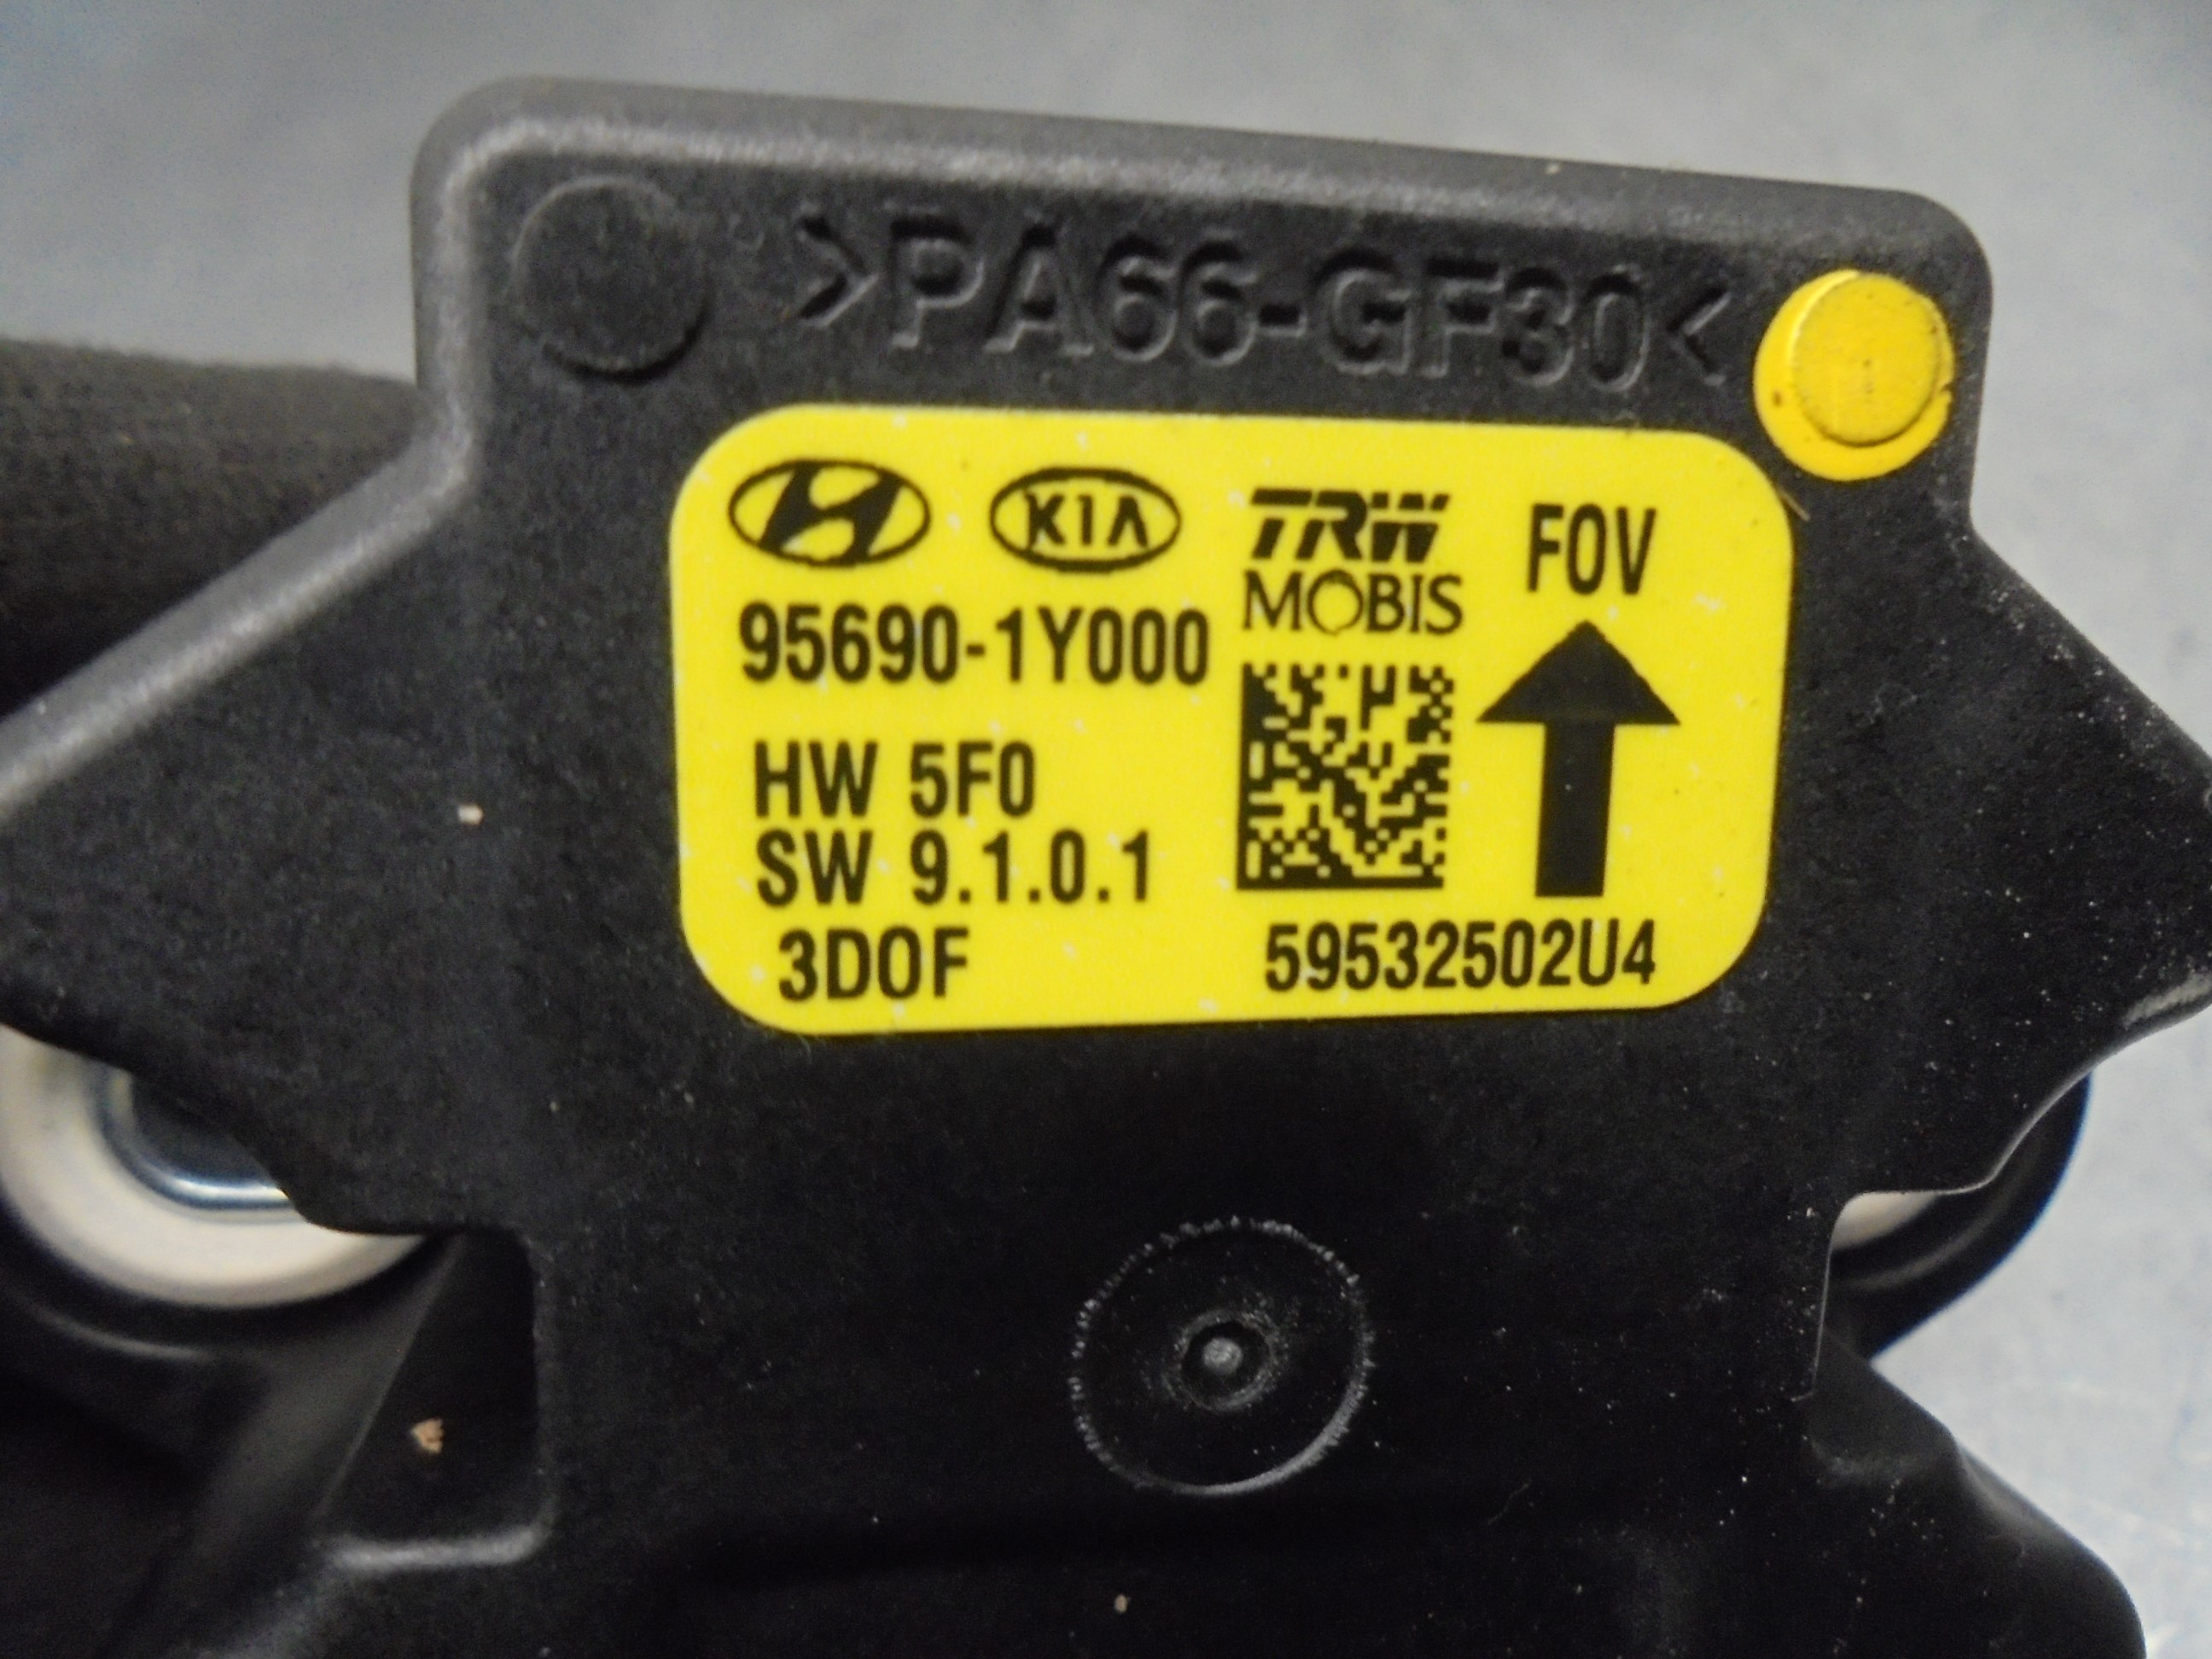 >PA66-GF30<
KIA TRW MOBIS FOV
95690-1Y000
HW 5F0
SW 9.1.0.1
3DOF 59532502U4